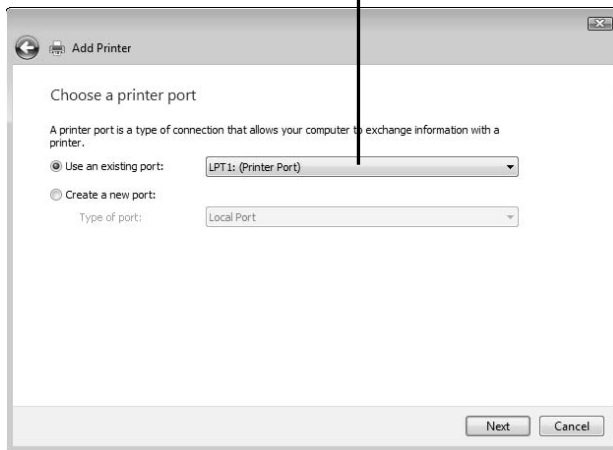 Add Printer
Choose a printer port
A printer port is a type of connection that allows your computer to exchange information with a
printer.
Use an existing port: LPT1: (Printer Port)
Create a new port:
Type of port: Local Port
Next Cancel